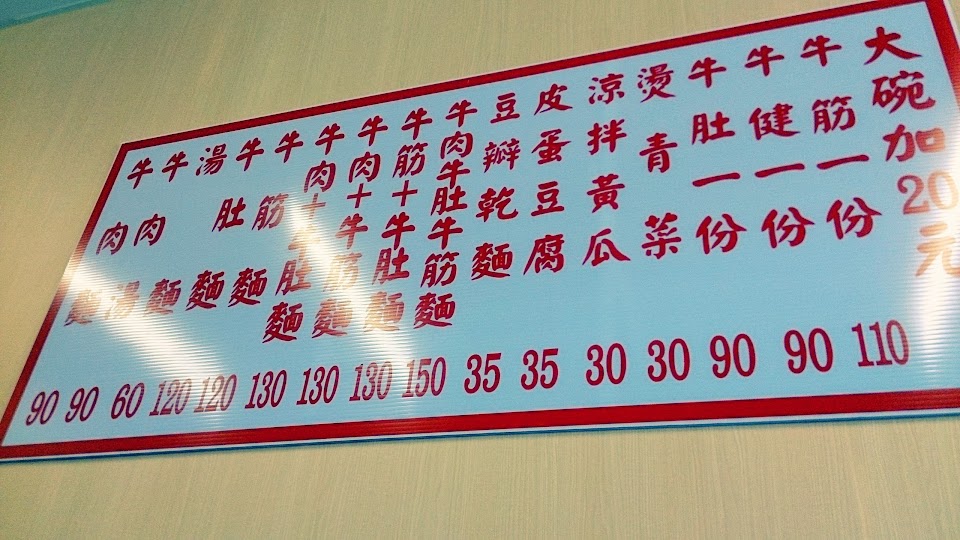 牛肉麵 90
牛肉湯 90
湯麵 60
牛肚麵 120
牛筋麵 120
牛肉+牛肚麵 130
牛肉+牛筋麵 130
牛筋+牛肚麵 130
牛肉牛肚牛筋麵 150
豆瓣乾麵 35
皮蛋豆腐 35
涼拌黃瓜 30
燙青菜 30
牛肚一份 90
牛健一份 90
牛筋一份 110
大碗加20元